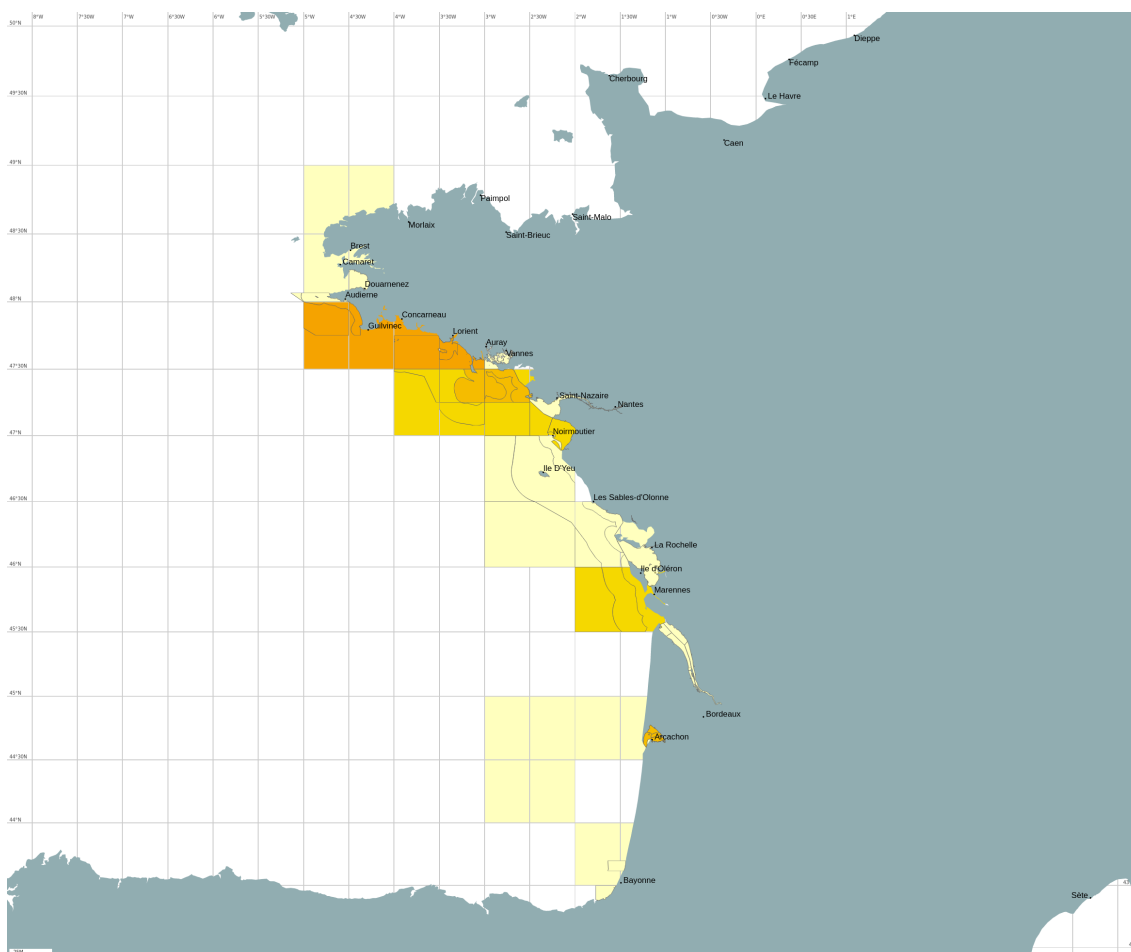 8°W 7°30W 7°W 6°30W 6°W 5°30W 5°W 4°30W 4°W 3°30W 3°W 2°30W 2°W 1°30W 1°W 0°30W 0°E 0°30E 1°E
50°N
Dieppe
Fécamp
Cherbourg
49°30N
Le Havre
Caen
49°N
Paimpol
Saint-Malo
Morlaix
48°30N
Saint-Brieuc
Brest
Camaret
Douarnenez
Audierne
48°N
Concarneau
Guilvinec
Lorient
Auray
Vannes
47°30N
Saint-Nazaire
Nantes
Noirmoutier
47°N
Ile D'Yeu
46°30N
Les Sables-d'Olonne
La Rochelle
46°N
Ile d'Oléron
Marennes
45°30N
45°N
Bordeaux
Arcachon
44°30N
44°N
Bayonne
Sète